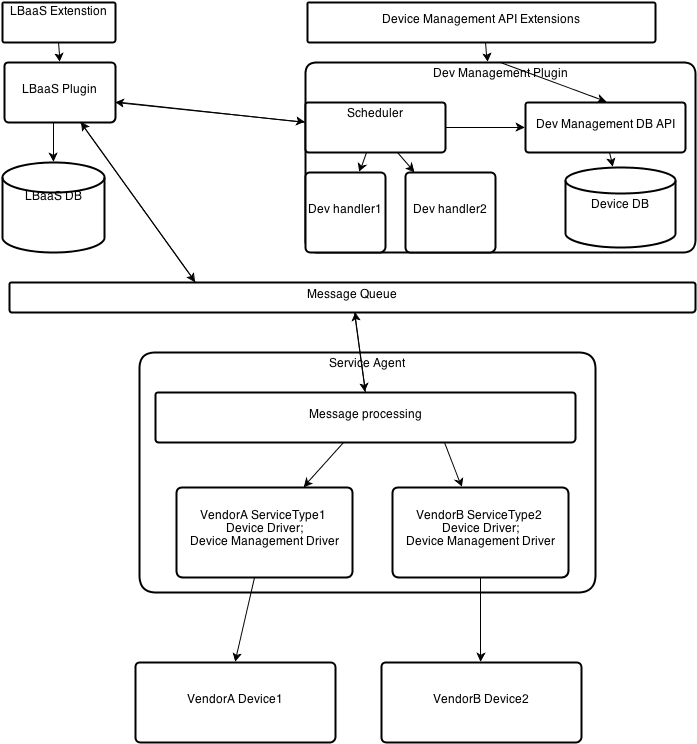 LBaaS Extenstion
Device Management API Extensions
LBaaS Plugin
Dev Management Plugin
Scheduler
Dev Management DB API
LBaaS DB
Dev handler1
Dev handler2
Device DB
Message Queue
Service Agent
Message processing
VendorA ServiceType1
Device Driver;
Device Management Driver
VendorB ServiceType2
Device Driver;
Device Management Driver
VendorA Device1
VendorB Device2